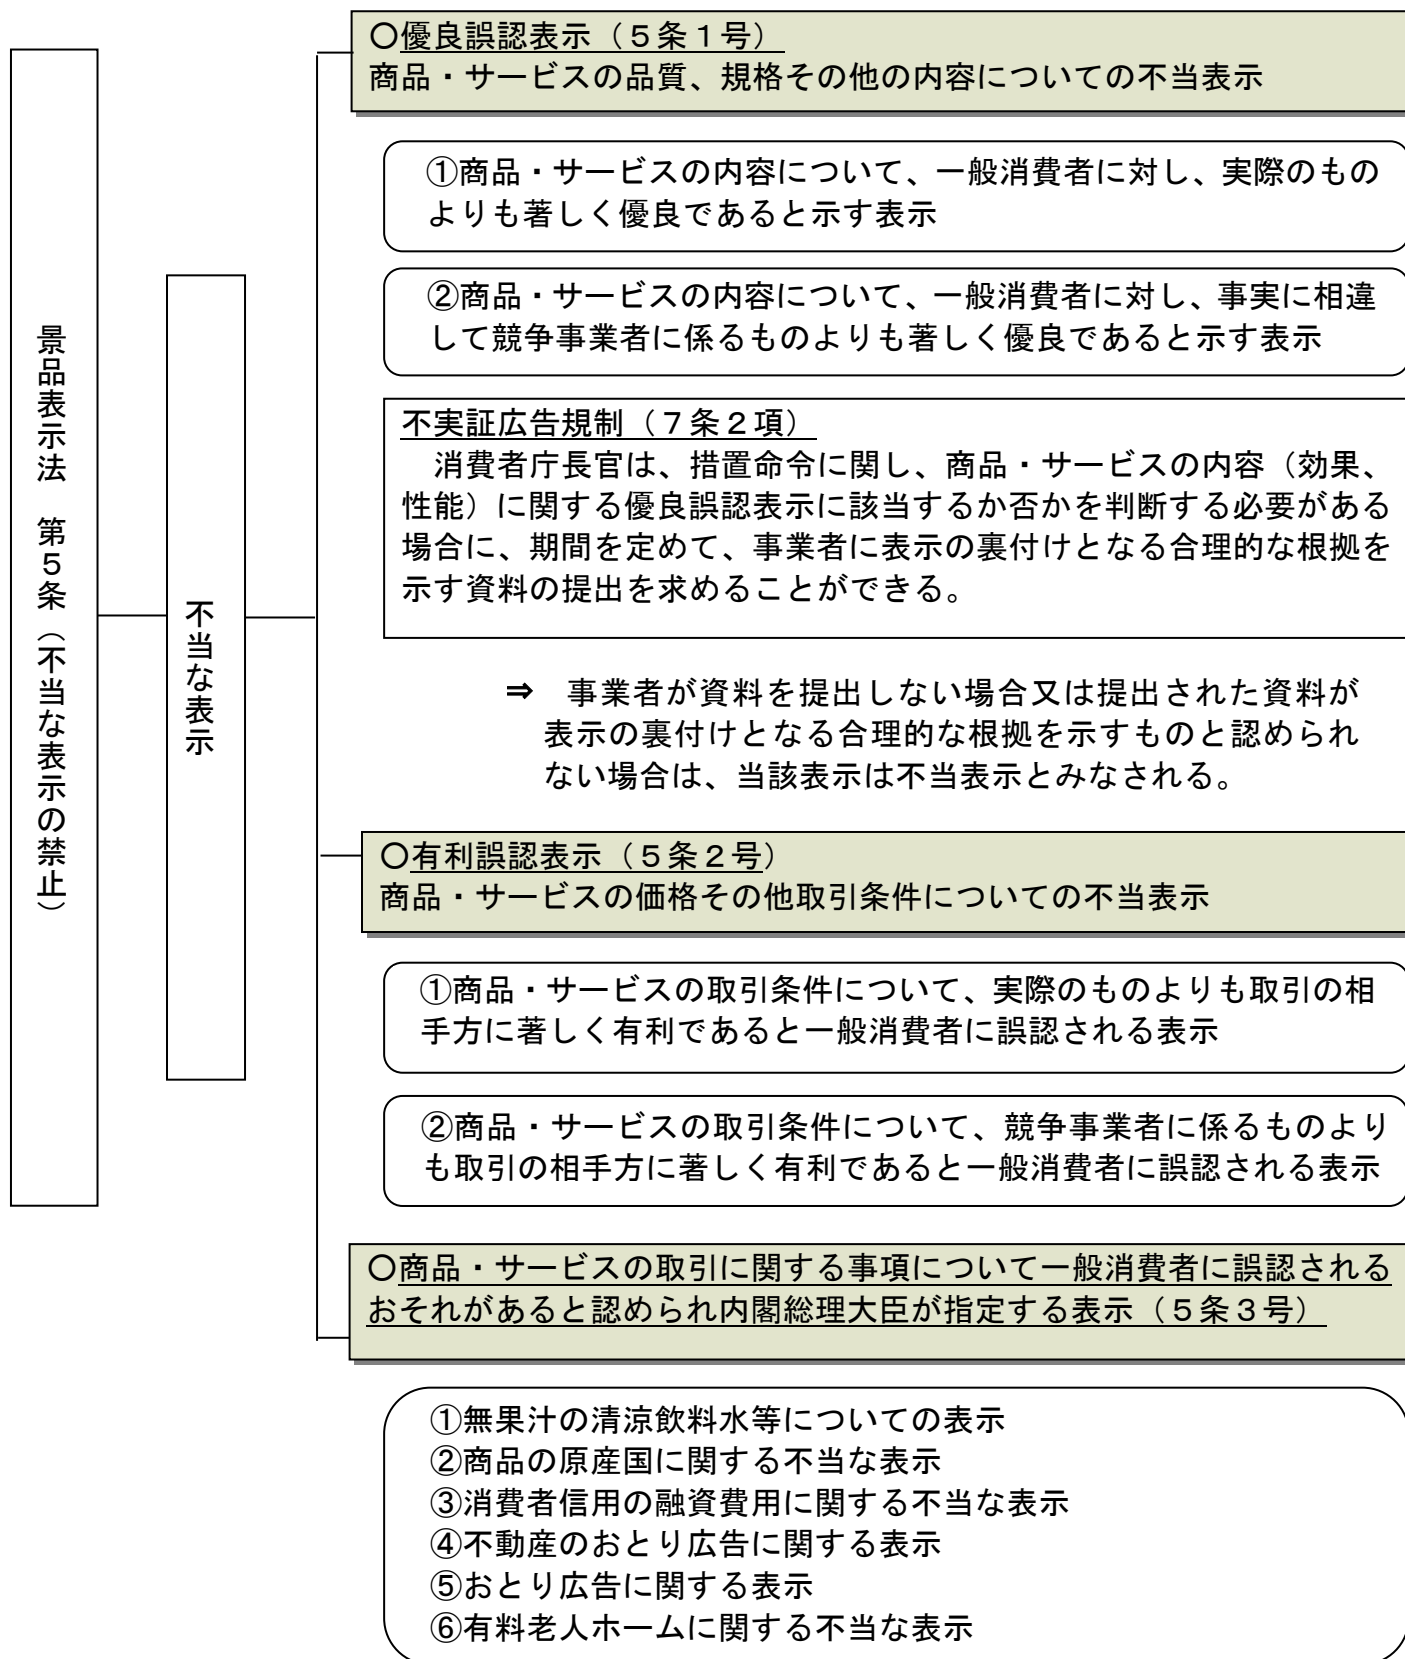 景品表示法　第５条（不当な表示の禁止）
不当な表示
○優良誤認表示（５条１号）
商品・サービスの品質、規格その他の内容についての不当表示
①商品・サービスの内容について、一般消費者に対し、実際のもの
よりも著しく優良であると示す表示
②商品・サービスの内容について、一般消費者に対し、事実に相違
して競争事業者に係るものよりも著しく優良であると示す表示
不実証広告規制（７条２項）
消費者庁長官は、措置命令に関し、商品・サービスの内容（効果、
性能）に関する優良誤認表示に該当するか否かを判断する必要がある
場合に、期間を定めて、事業者に表示の裏付けとなる合理的な根拠を
示す資料の提出を求めることができる。
⇒　事業者が資料を提出しない場合又は提出された資料が
表示の裏付けとなる合理的な根拠を示すものと認められ
ない場合は、当該表示は不当表示とみなされる。
○有利誤認表示（５条２号）
商品・サービスの価格その他取引条件についての不当表示
①商品・サービスの取引条件について、実際のものよりも取引の相
手方に著しく有利であると一般消費者に誤認される表示
②商品・サービスの取引条件について、競争事業者に係るものより
も取引の相手方に著しく有利であると一般消費者に誤認される表示
○商品・サービスの取引に関する事項について一般消費者に誤認される
おそれがあると認められ内閣総理大臣が指定する表示（５条３号）
①無果汁の清涼飲料水等についての表示
②商品の原産国に関する不当な表示
③消費者信用の融資費用に関する不当な表示
④不動産のおとり広告に関する表示
⑤おとり広告に関する表示
⑥有料老人ホームに関する不当な表示